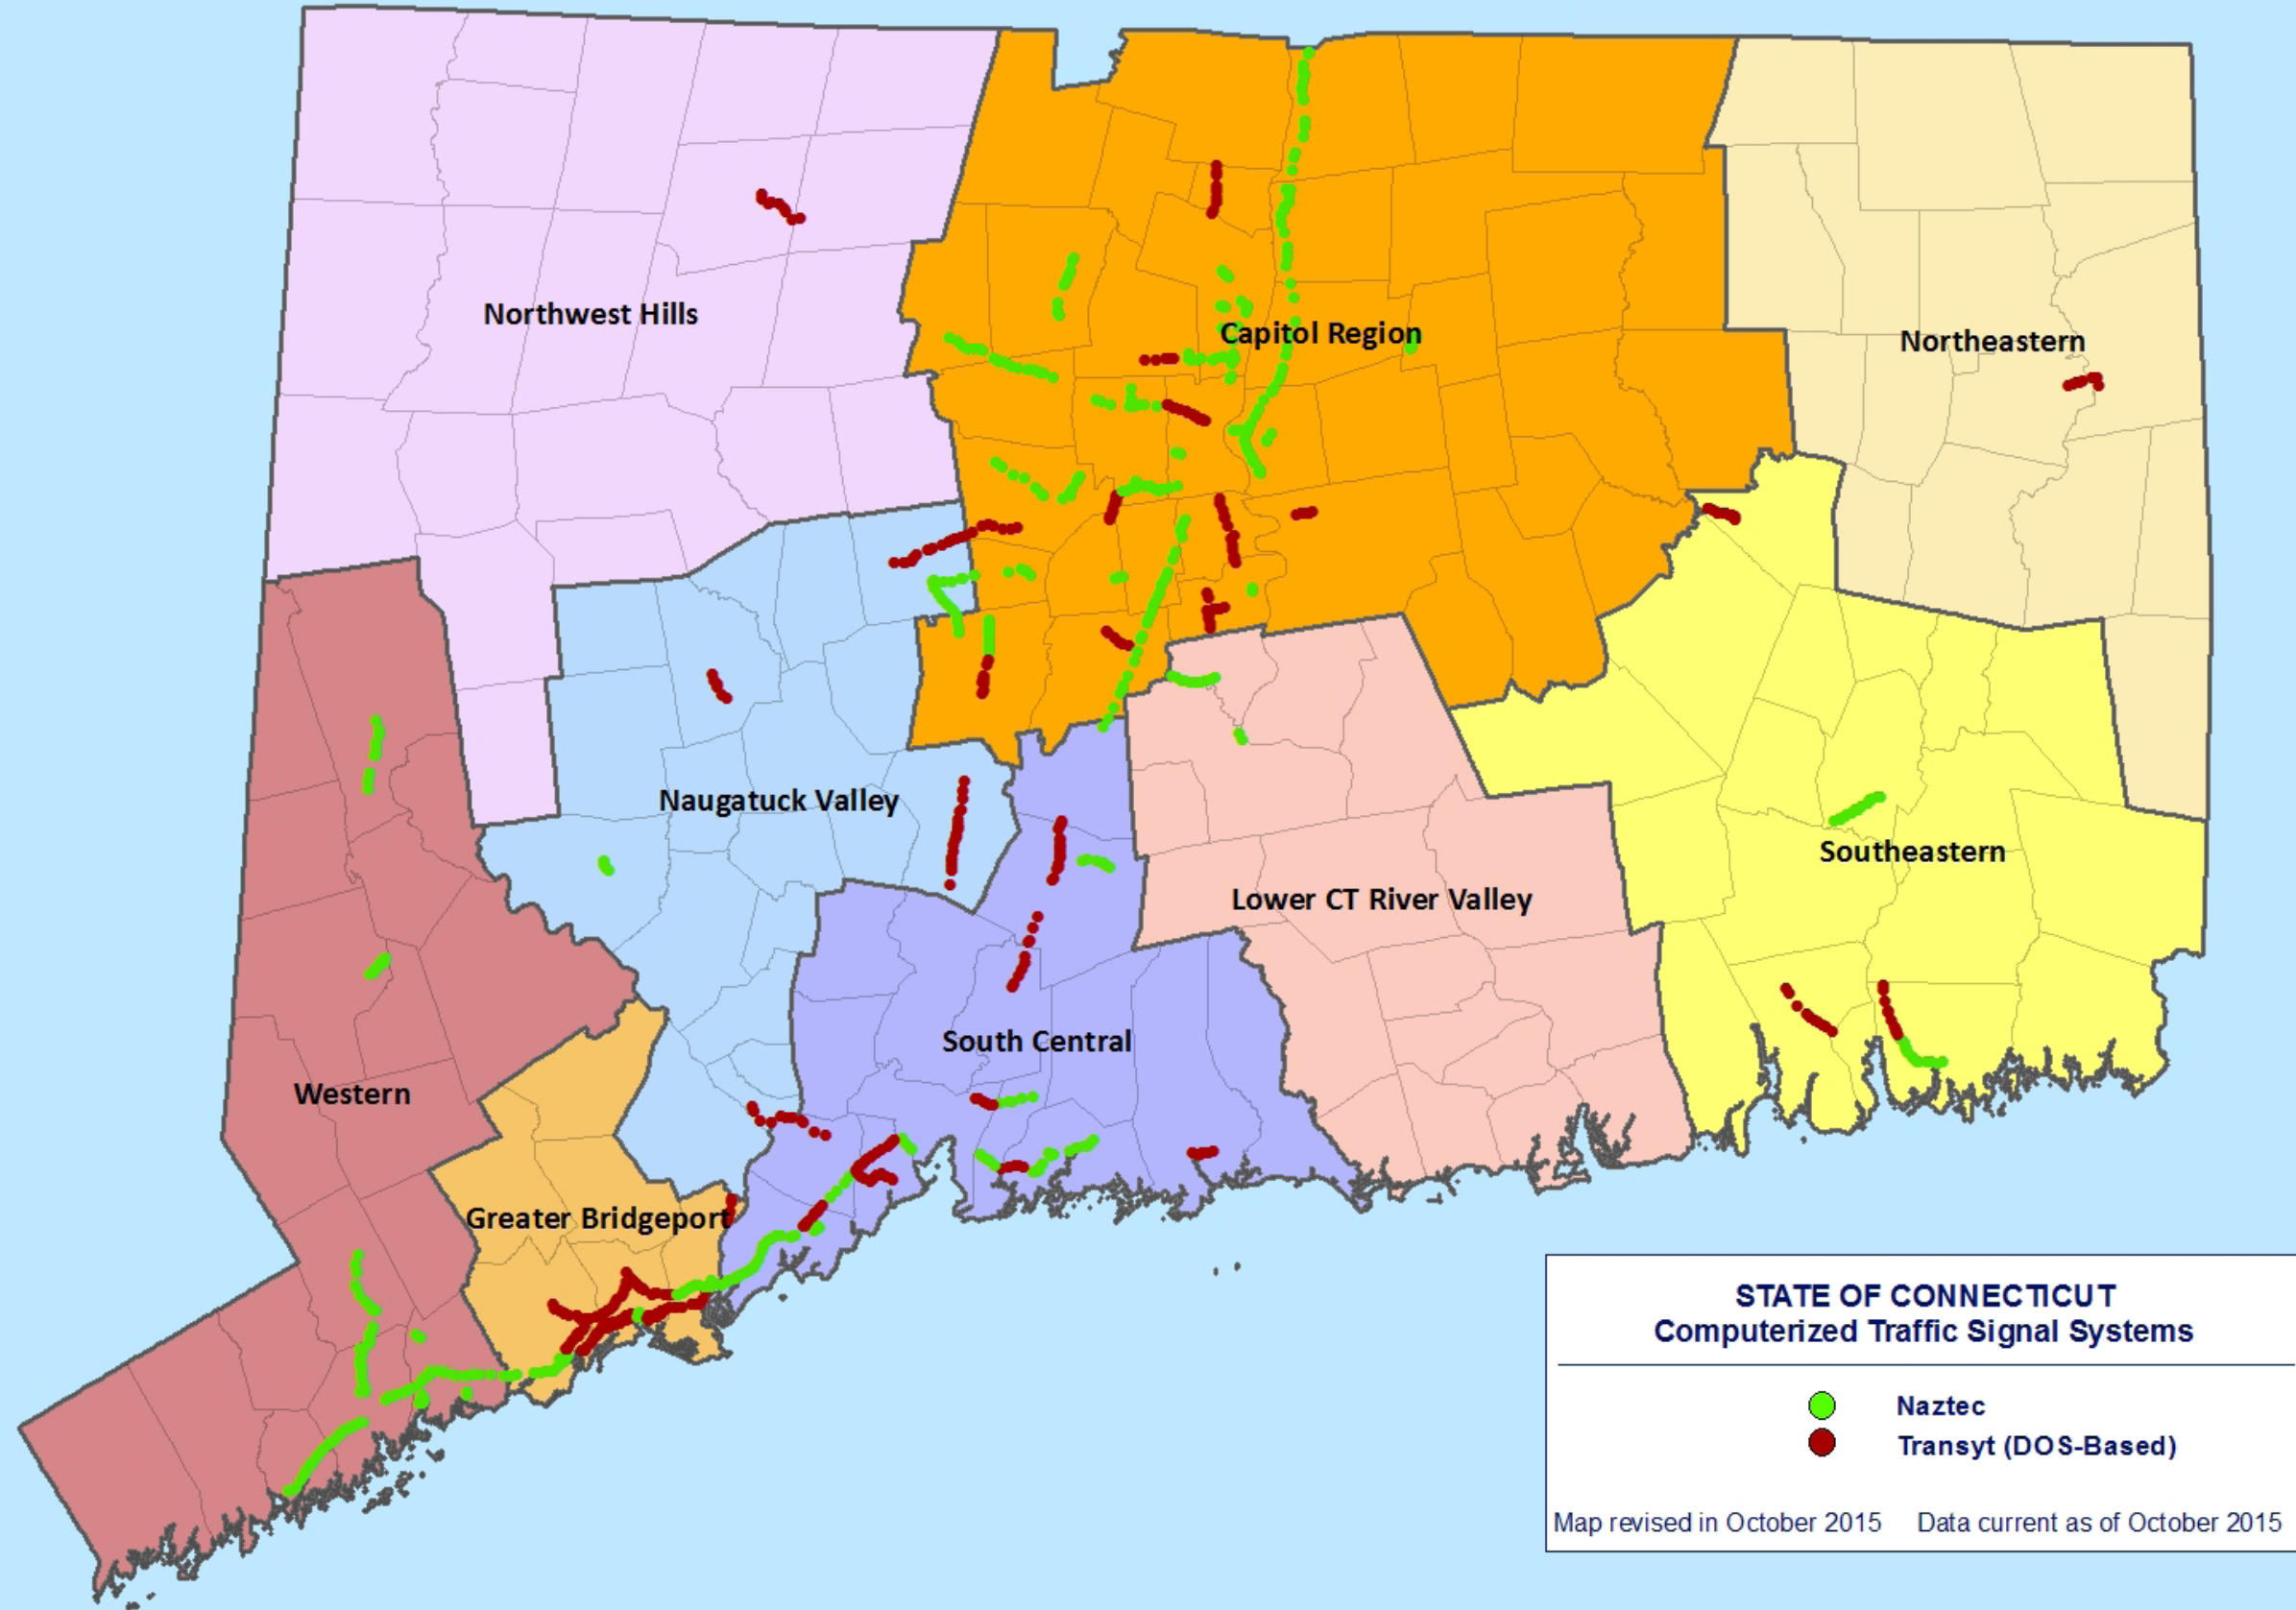 Northwest Hills
Capitol Region
Northeastern
Naugatuck Valley
Southeastern
Lower CT River Valley
South Central
Western
Greater Bridgeport
STATE OF CONNECTICUT
Computerized Traffic Signal Systems
Naztec
Transyt (DOS-Based)
Map revised in October 2015 Data current as of October 2015